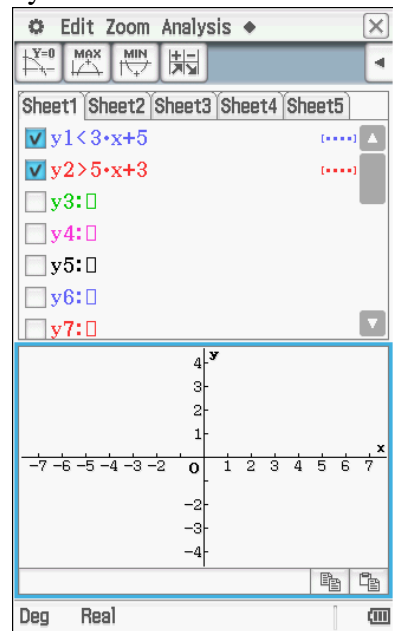 Edit Zoom Analysis ◆
Y=0 MAX MIN
Sheet1 Sheet2 Sheet3 Sheet4 Sheet5
y1<3·x+5 [····]
y2>5·x+3 [····]
y3:▯
y4:▯
y5:▯
y6:▯
y7:▯
y
4
3
2
1
x
-7 -6 -5 -4 -3 -2 0 1 2 3 4 5 6 7
-2
-3
-4
Deg Real